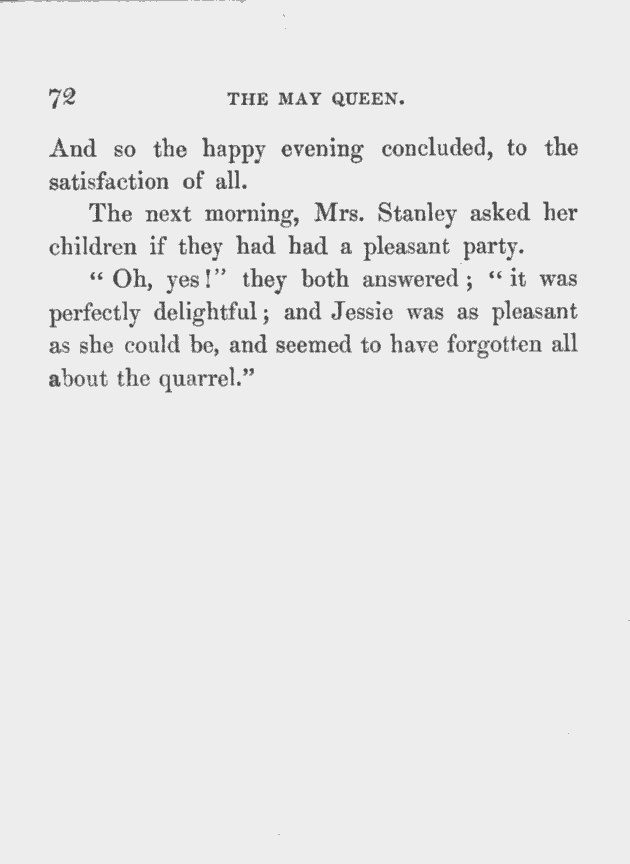 72 THE MAY QUEEN.
And so the happy evening concluded, to the
satisfaction of all.
The next morning, Mrs. Stanley asked her
children if they had had a pleasant party.
“ Oh, yes!” they both answered ; “ it was
perfectly delightful ; and Jessie was as pleasant
as she could be, and seemed to have forgotten all
about the quarrel.”